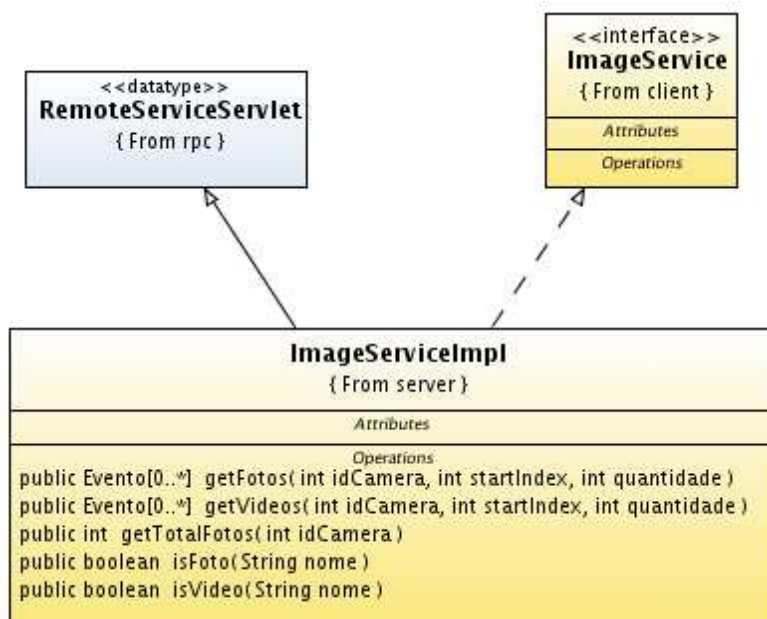 <<datatype>>
RemoteServiceServlet
{ From rpc }
<<interface>>
ImageService
{ From client }
Attributes
Operations
ImageServiceImpl
{ From server }
Attributes
Operations
public Evento[0..*] getFotos( int idCamera, int startIndex, int quantidade )
public Evento[0..*] getVideos( int idCamera, int startIndex, int quantidade )
public int getTotalFotos( int idCamera )
public boolean isFoto( String nome )
public boolean isVideo( String nome )